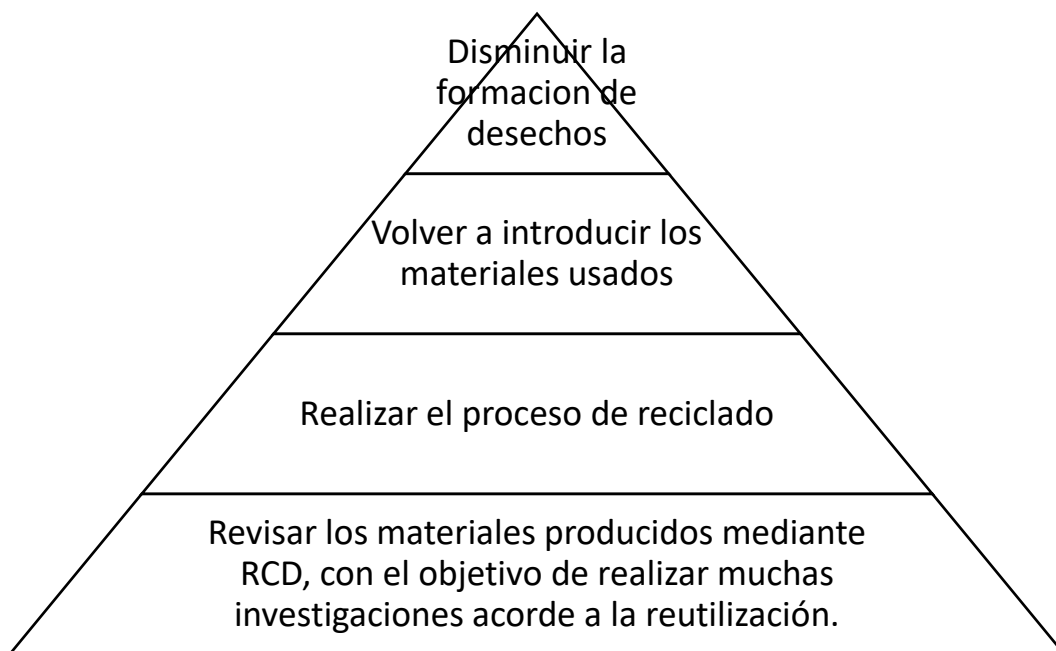 Disminuir la
formacion de
desechos
Volver a introducir los
materiales usados
Realizar el proceso de reciclado
Revisar los materiales producidos mediante
RCD, con el objetivo de realizar muchas
investigaciones acorde a la reutilización.